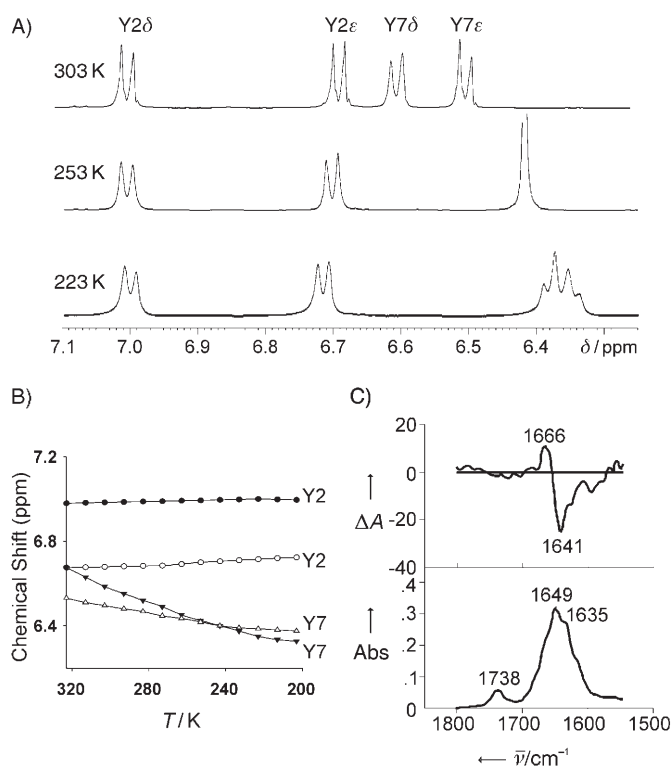 A)
Y2δ Y2ε Y7δ Y7ε
303 K
253 K
223 K
7.1 7.0 6.9 6.8 6.7 6.6 6.5 6.4 δ / ppm
B)
Chemical Shift (ppm)
7.2
6.8
6.4
Y2
Y2
Y7
Y7
320 280 240 200
T / K
C)
20
0
-20
-40
↑
ΔA
1666
1641
.4
.3
.2
.1
0
↑
Abs
1649
1635
1738
1800 1700 1600 1500
← ν̄/cm⁻¹